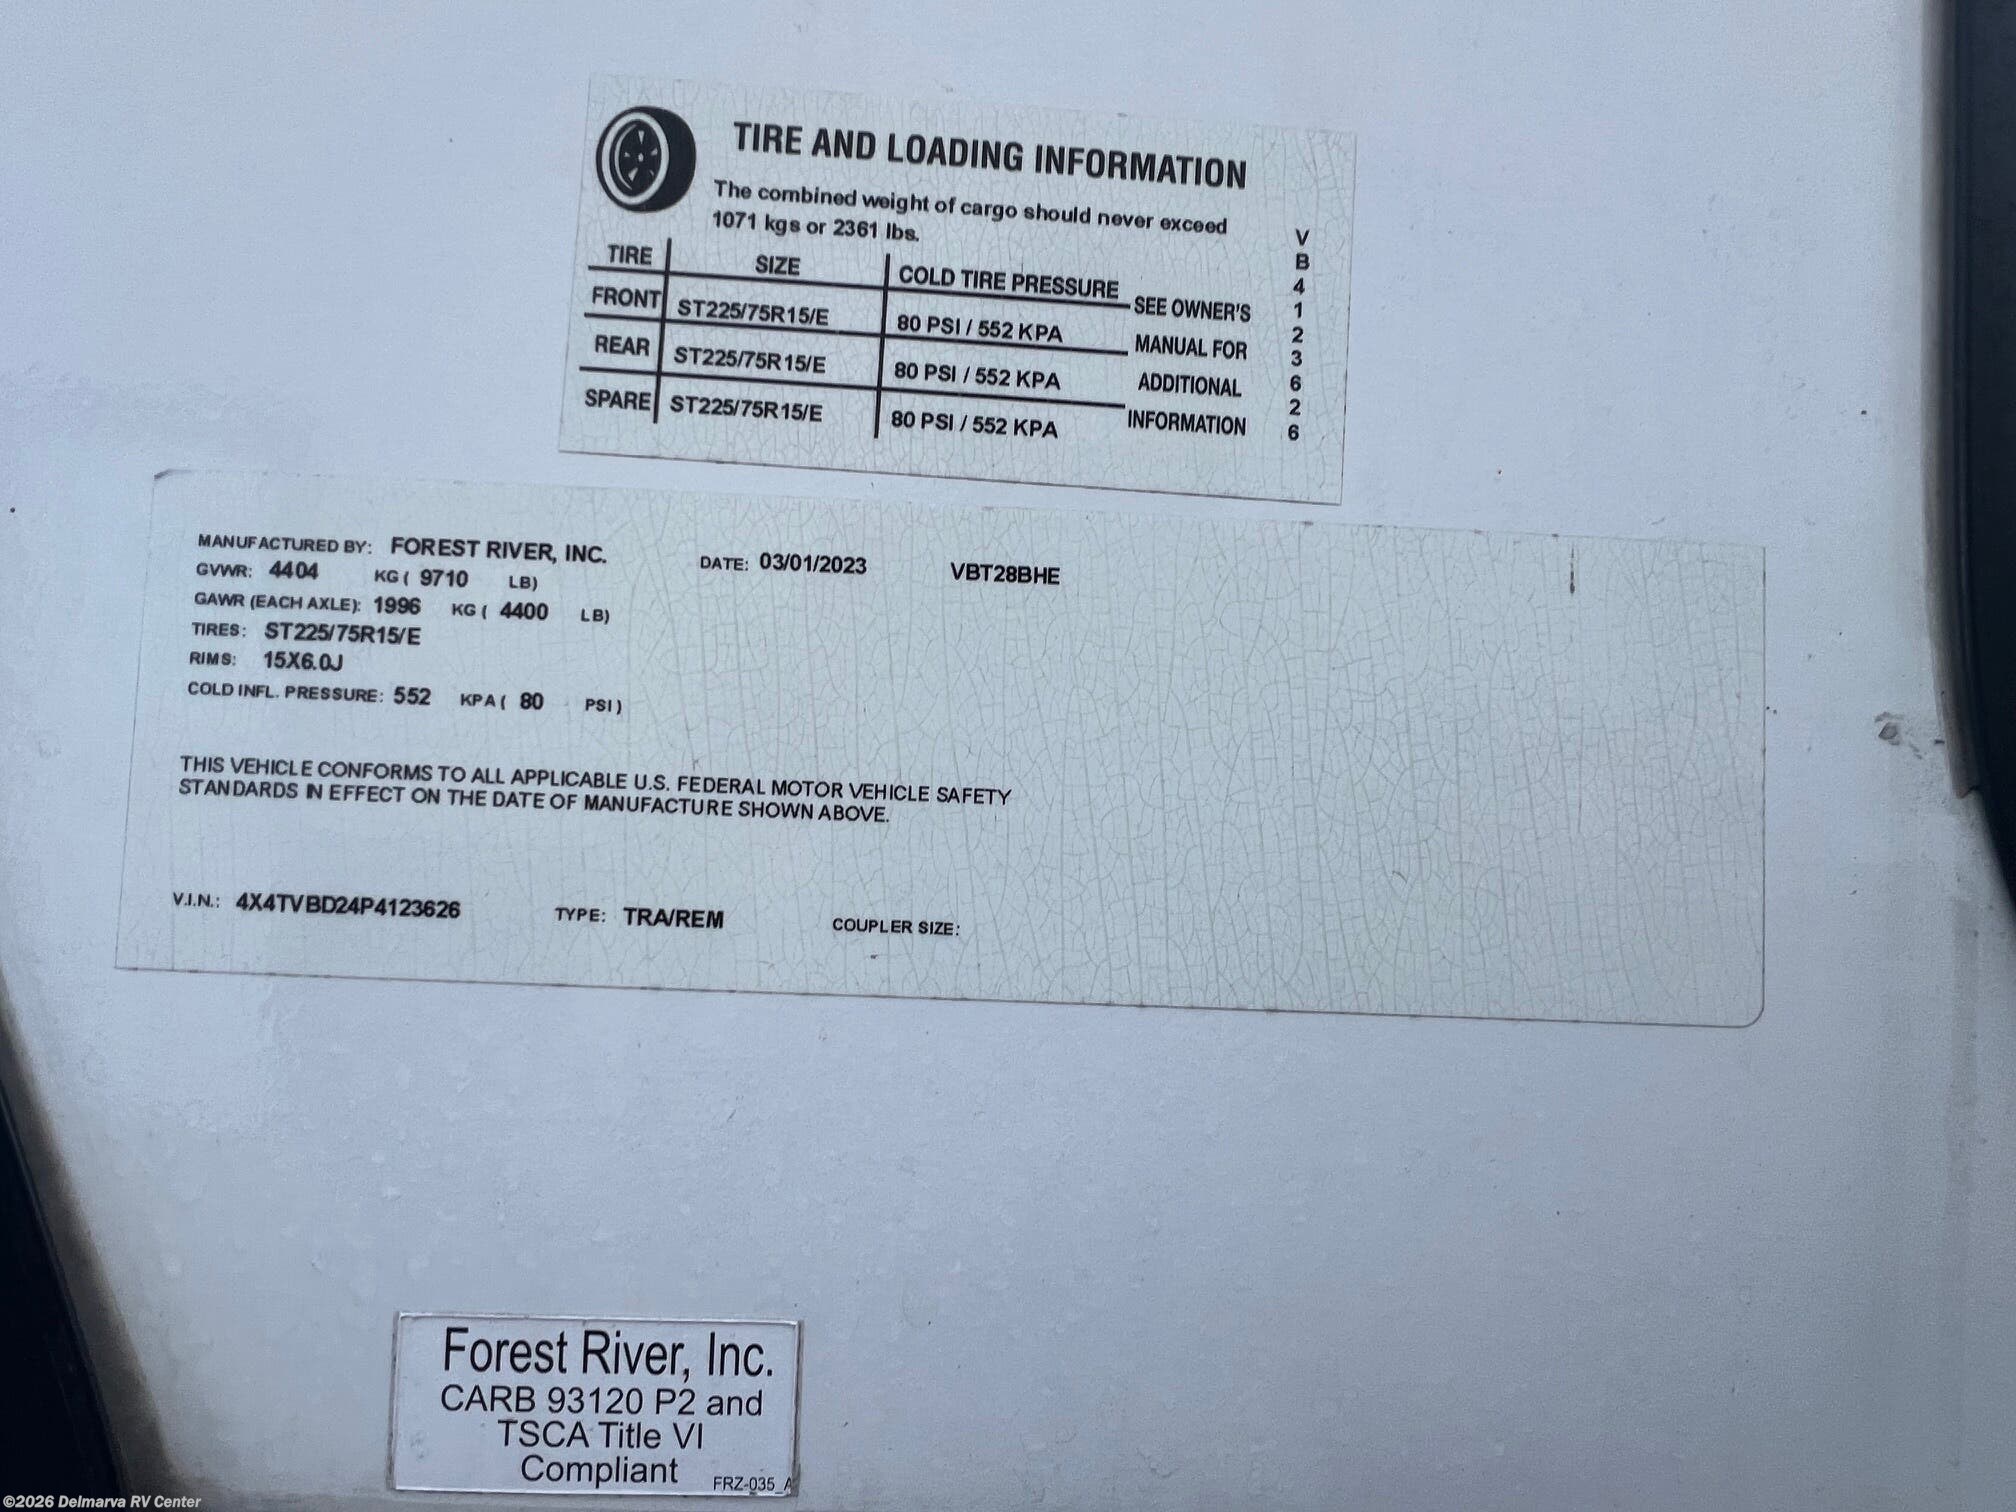 TIRE AND LOADING INFORMATION
The combined weight of cargo should never exceed
1071 kgs or 2361 lbs.
TIRE SIZE COLD TIRE PRESSURE
FRONT ST225/75R15/E 80 PSI / 552 KPA
REAR ST225/75R15/E 80 PSI / 552 KPA
SPARE ST225/75R15/E 80 PSI / 552 KPA
SEE OWNER'S
MANUAL FOR
ADDITIONAL
INFORMATION
V
B
4
1
2
3
6
2
6
MANUFACTURED BY: FOREST RIVER, INC. DATE: 03/01/2023 VBT28BHE
GVWR: 4404 KG ( 9710 LB)
GAWR (EACH AXLE): 1996 KG ( 4400 LB)
TIRES: ST225/75R15/E
RIMS: 15X6.0J
COLD INFL. PRESSURE: 552 KPA ( 80 PSI )
THIS VEHICLE CONFORMS TO ALL APPLICABLE U.S. FEDERAL MOTOR VEHICLE SAFETY
STANDARDS IN EFFECT ON THE DATE OF MANUFACTURE SHOWN ABOVE.
V.I.N.: 4X4TVBD24P4123626 TYPE: TRA/REM COUPLER SIZE:
Forest River, Inc.
CARB 93120 P2 and
TSCA Title VI
Compliant
FRZ-035_A
©2026 Delmarva RV Center